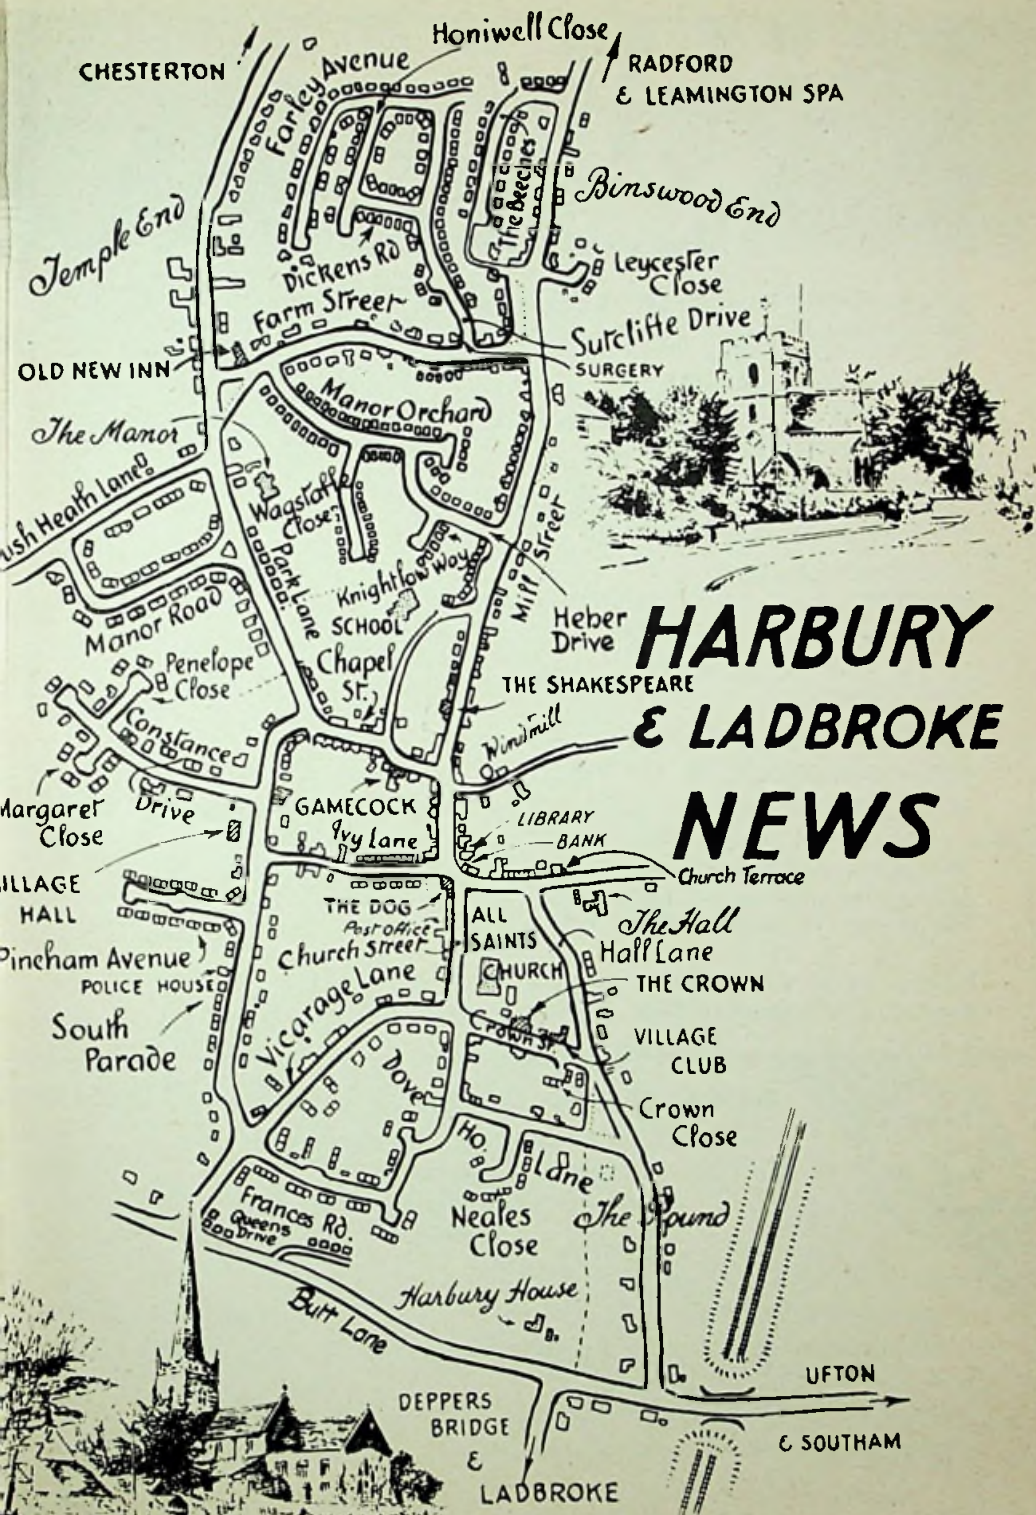 Honiwell Close
CHESTERTON
RADFORD
& LEAMINGTON SPA
Farley Avenue
The Beeches
Binswood End
Temple End
Dickens Rd
Leycester
Close
Farm Street
Sutcliffe Drive
OLD NEW INN
SURGERY
Manor Orchard
The Manor
Heath Lane
Wagstaffe
Close
Mill Street
Park Lane
Knightlow Way
Manor Road
SCHOOL
Heber
Drive
HARBURY
& LADBROKE
NEWS
Penelope
Close
Chapel
St.
THE SHAKESPEARE
Constance
Drive
Windmill
Margaret
Close
GAMECOCK
LIBRARY
BANK
Ivy Lane
Church Terrace
ILLAGE
HALL
THE DOG
Post office
Church Street
ALL
SAINTS
CHURCH
The Hall
Hall Lane
Pincham Avenue
POLICE HOUSE
THE CROWN
Vicarage Lane
South
Parade
Crown St.
VILLAGE
CLUB
Dove
Crown
Close
HO.
Lane
Frances Rd.
Queens
Drive
Neales
Close
The Pound
Harbury House
Butt Lane
UFTON
& SOUTHAM
DEPPERS
BRIDGE
&
LADBROKE